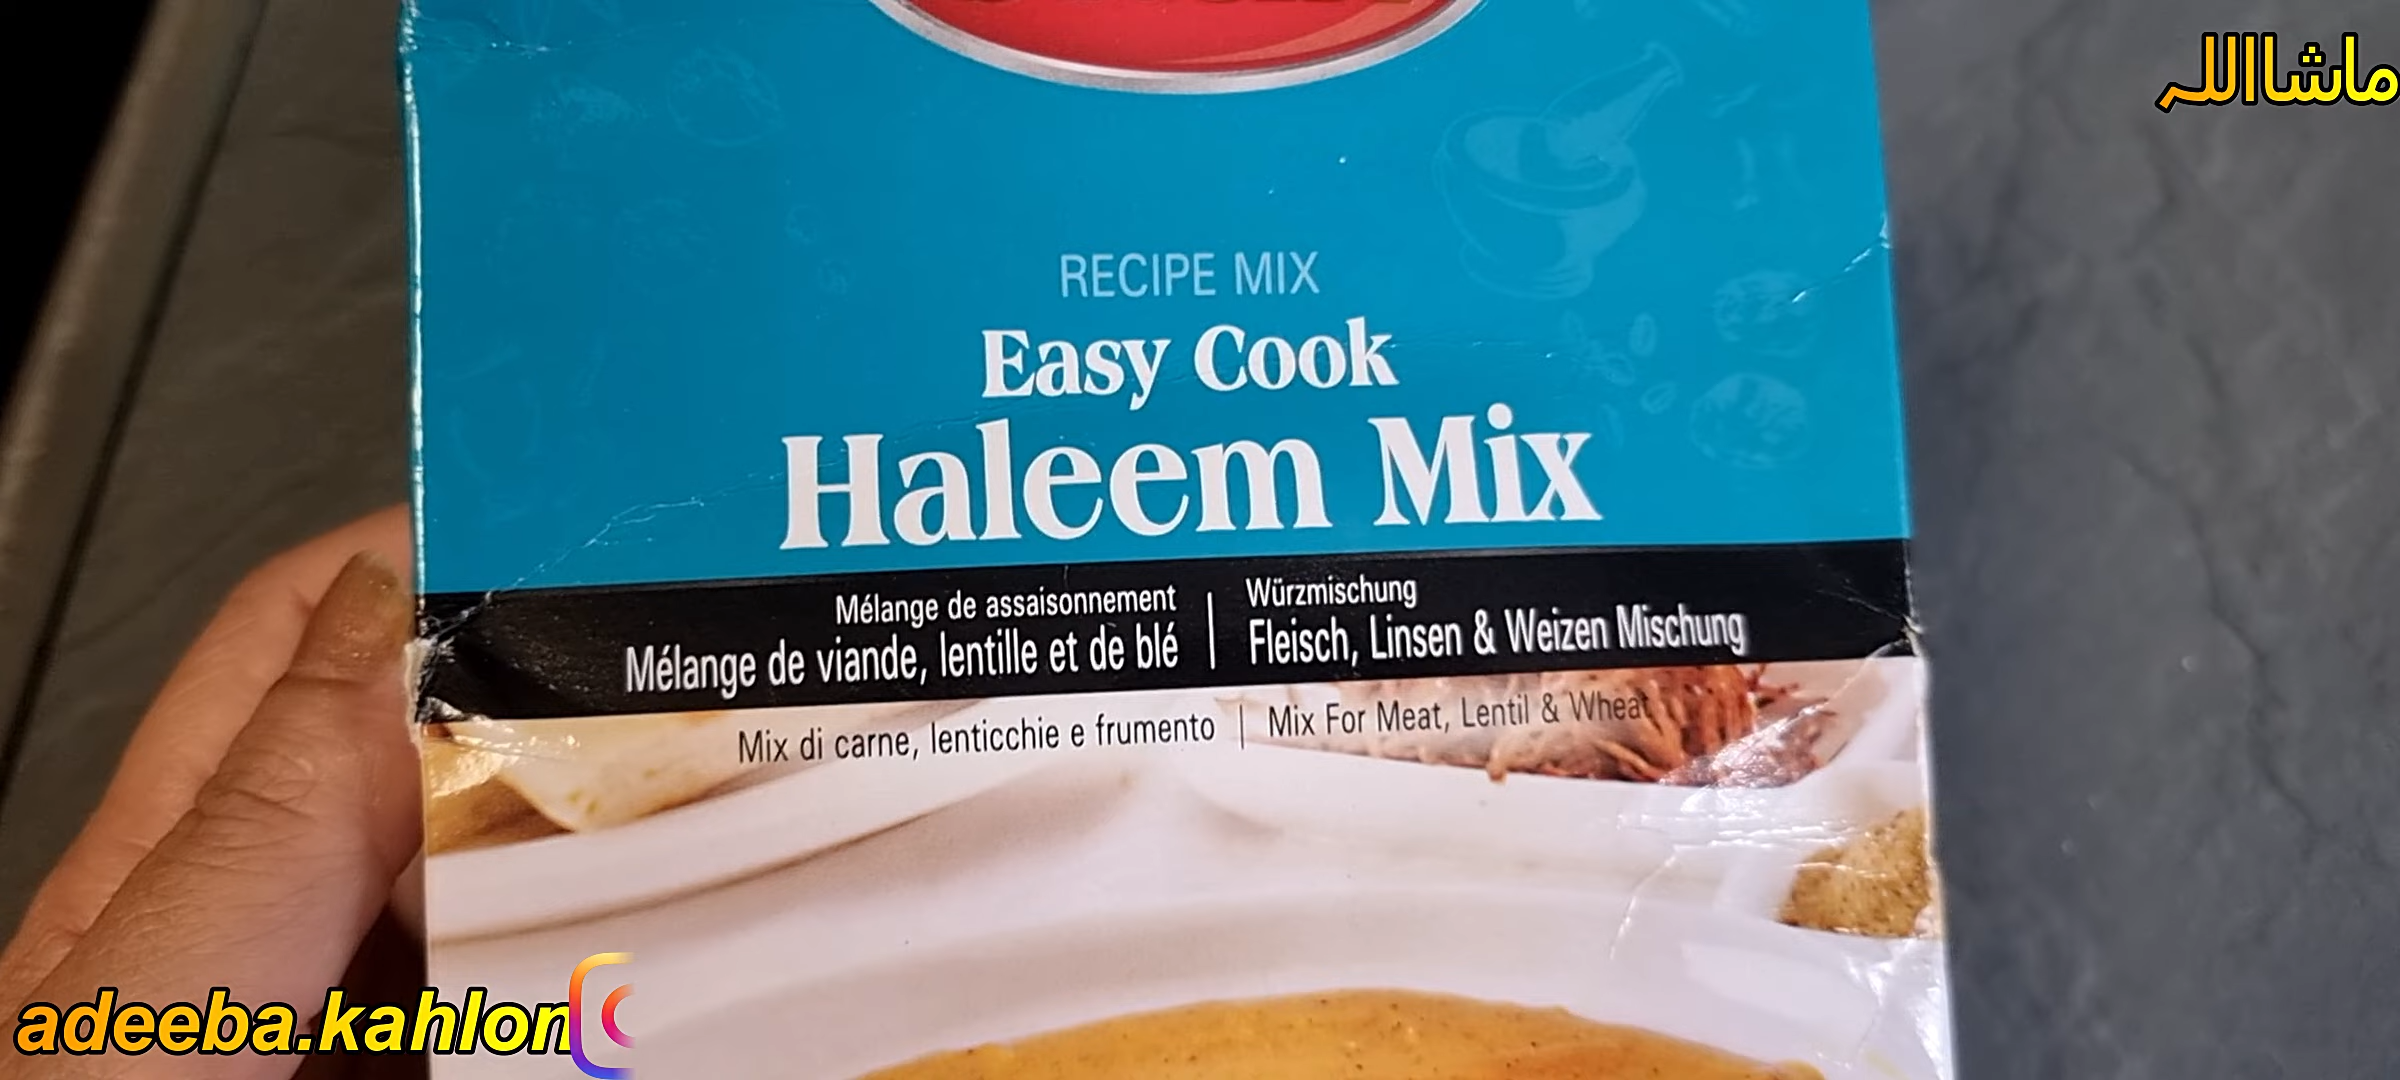 ماشااللہ
RECIPE MIX
Easy Cook
Haleem Mix
Mélange de assaisonnement
Mélange de viande, lentille et de blé
Würzmischung
Fleisch, Linsen & Weizen Mischung
Mix di carne, lenticchie e frumento | Mix For Meat, Lentil & Wheat
adeeba.kahlon